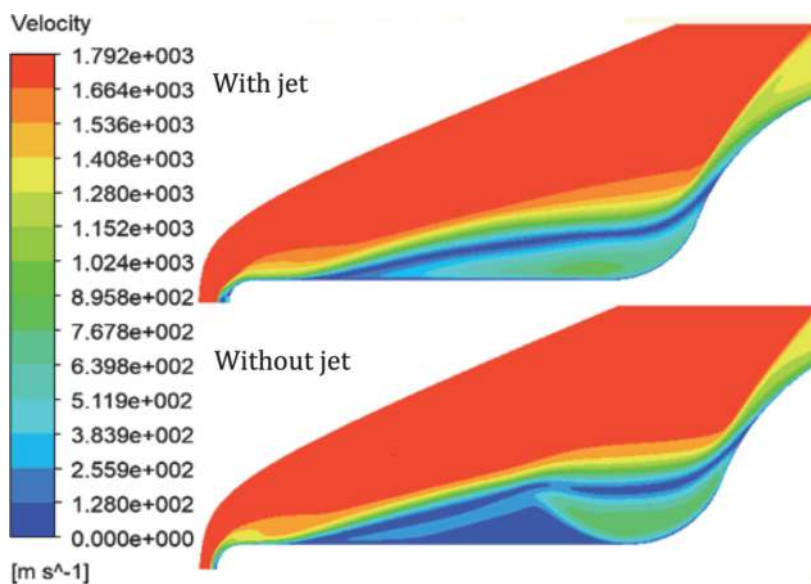 Velocity
1.792e+003
1.664e+003
1.536e+003
1.408e+003
1.280e+003
1.152e+003
1.024e+003
8.958e+002
7.678e+002
6.398e+002
5.119e+002
3.839e+002
2.559e+002
1.280e+002
0.000e+000
[m s^-1]
With jet
Without jet